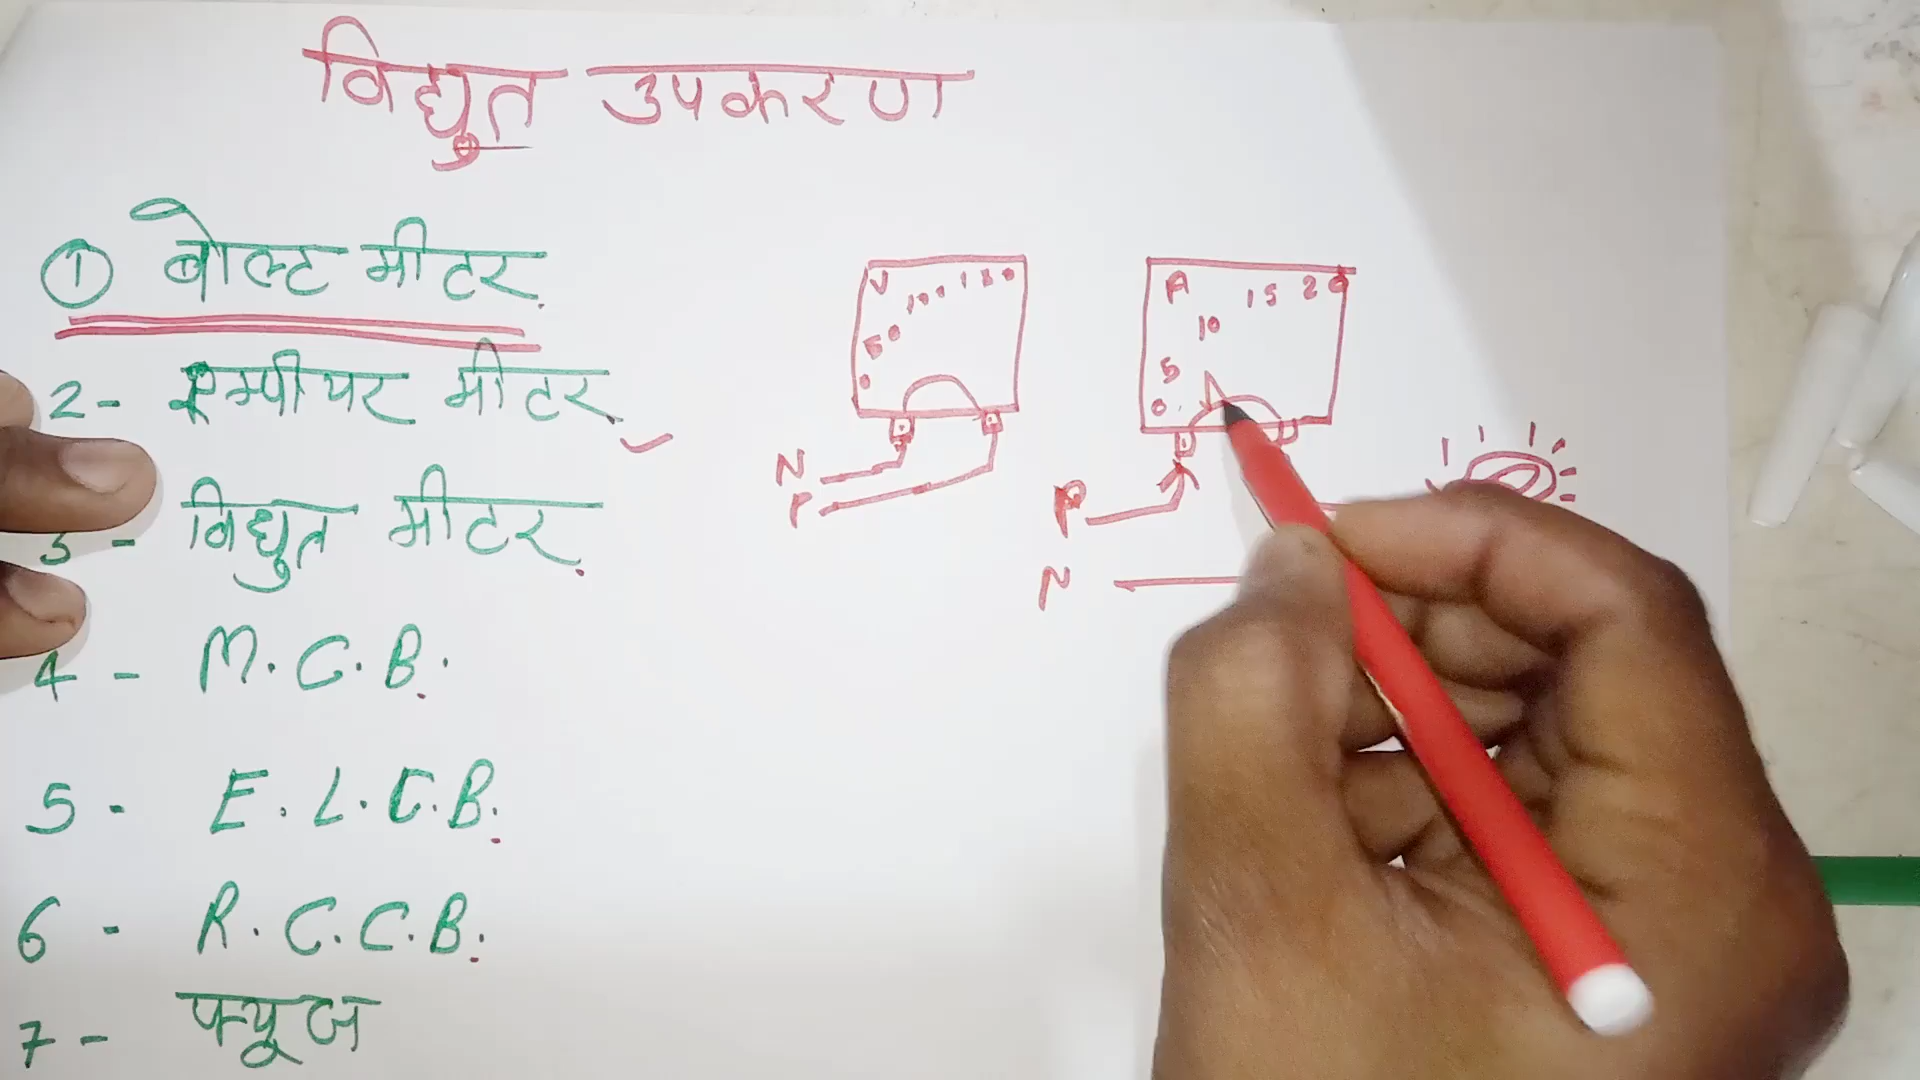 विद्युत उपकरण
① बोल्ट मीटर
2- एम्पीयर मीटर
3 - विद्युत मीटर
4 - M.C.B.
5 - E.L.C.B.
6 - R.C.C.B.
7 - फ्यूज
V
0 50 100 150
N
P
A
0 5 10 15 20
P
N